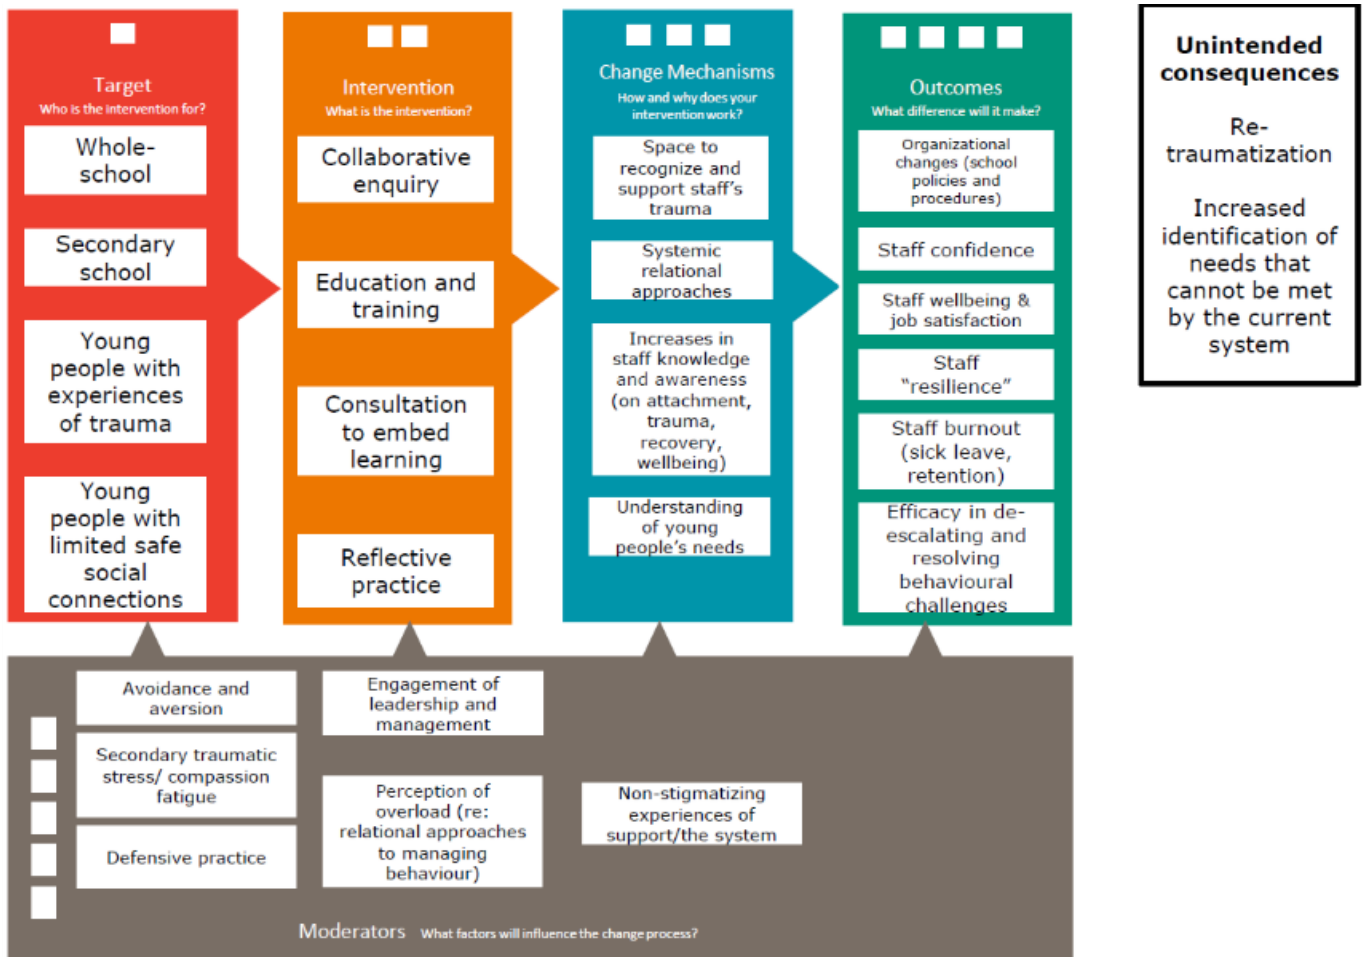 Target
Who is the intervention for?
Whole-
school
Secondary
school
Young
people with
experiences
of trauma
Young
people with
limited safe
social
connections
Intervention
What is the intervention?
Collaborative
enquiry
Education and
training
Consultation
to embed
learning
Reflective
practice
Change Mechanisms
How and why does your
intervention work?
Space to
recognize and
support staff's
trauma
Systemic
relational
approaches
Increases in
staff knowledge
and awareness
(on attachment,
trauma,
recovery,
wellbeing)
Understanding
of young
people's needs
Outcomes
What difference will it make?
Organizational
changes (school
policies and
procedures)
Staff confidence
Staff wellbeing &
job satisfaction
Staff
"resilience"
Staff burnout
(sick leave,
retention)
Efficacy in de-
escalating and
resolving
behavioural
challenges
Unintended
consequences
Re-
traumatization
Increased
identification of
needs that
cannot be met
by the current
system
Avoidance and
aversion
Secondary traumatic
stress/ compassion
fatigue
Defensive practice
Engagement of
leadership and
management
Perception of
overload (re:
relational approaches
to managing
behaviour)
Non-stigmatizing
experiences of
support/the system
Moderators What factors will influence the change process?